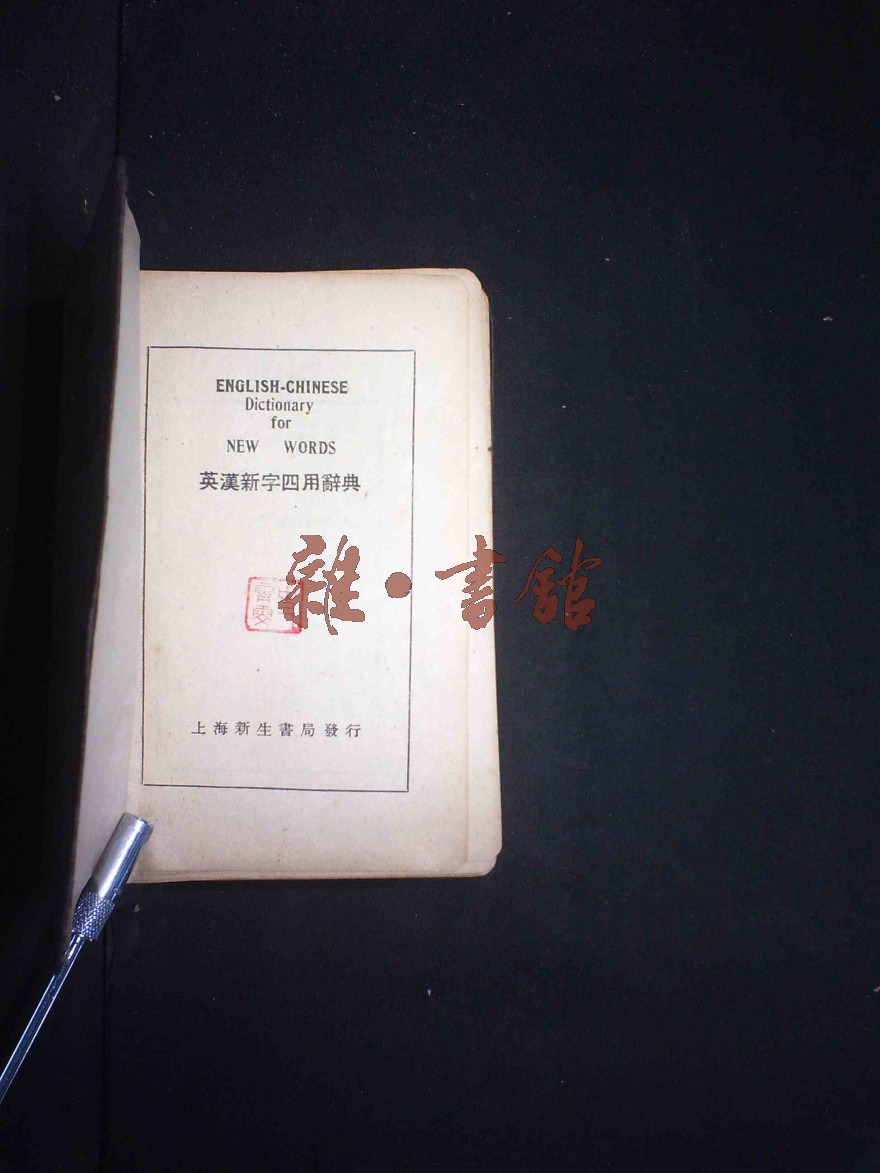 ENGLISH-CHINESE
Dictionary
for
NEW WORDS
英漢新字四用辭典
雜·書館
上海新生書局發行